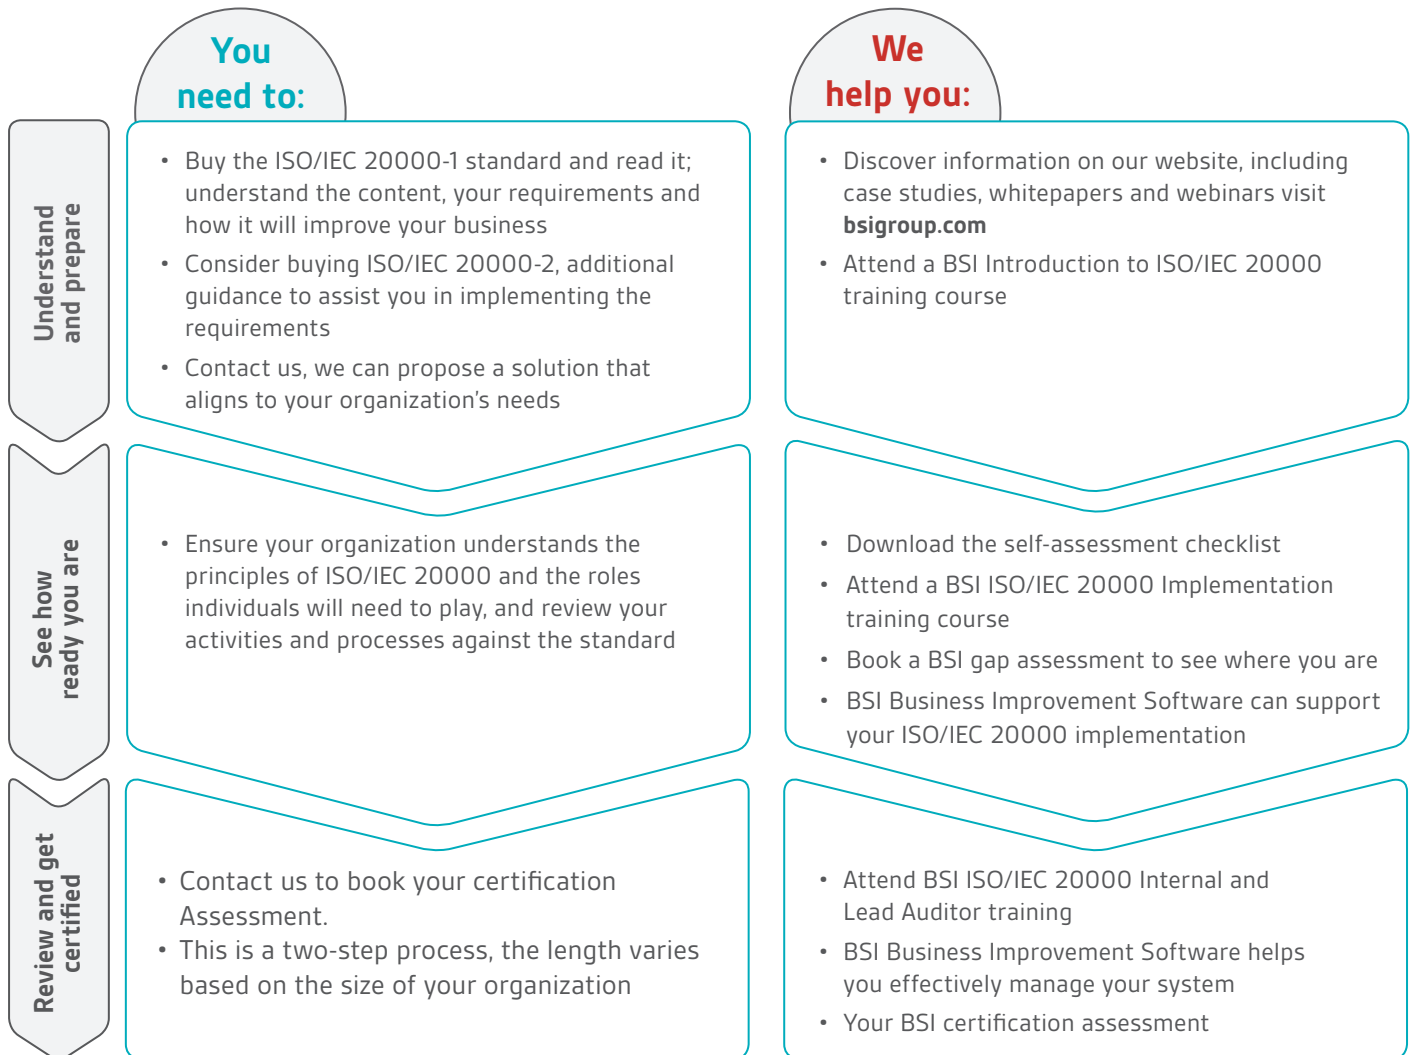 You
need to:
We
help you:
Understand
and prepare
• Buy the ISO/IEC 20000-1 standard and read it;
understand the content, your requirements and
how it will improve your business
• Consider buying ISO/IEC 20000-2, additional
guidance to assist you in implementing the
requirements
• Contact us, we can propose a solution that
aligns to your organization's needs
• Discover information on our website, including
case studies, whitepapers and webinars visit
bsigroup.com
• Attend a BSI Introduction to ISO/IEC 20000
training course
See how
ready you are
• Ensure your organization understands the
principles of ISO/IEC 20000 and the roles
individuals will need to play, and review your
activities and processes against the standard
• Download the self-assessment checklist
• Attend a BSI ISO/IEC 20000 Implementation
training course
• Book a BSI gap assessment to see where you are
• BSI Business Improvement Software can support
your ISO/IEC 20000 implementation
Review and get
certified
• Contact us to book your certification
Assessment.
• This is a two-step process, the length varies
based on the size of your organization
• Attend BSI ISO/IEC 20000 Internal and
Lead Auditor training
• BSI Business Improvement Software helps
you effectively manage your system
• Your BSI certification assessment